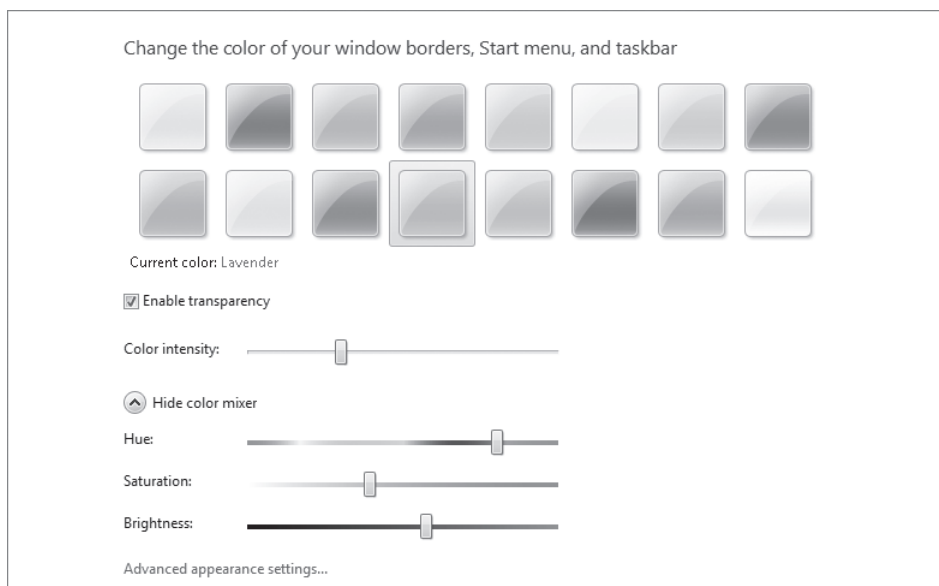 Change the color of your window borders, Start menu, and taskbar
Current color: Lavender
Enable transparency
Color intensity:
Hide color mixer
Hue:
Saturation:
Brightness:
Advanced appearance settings...